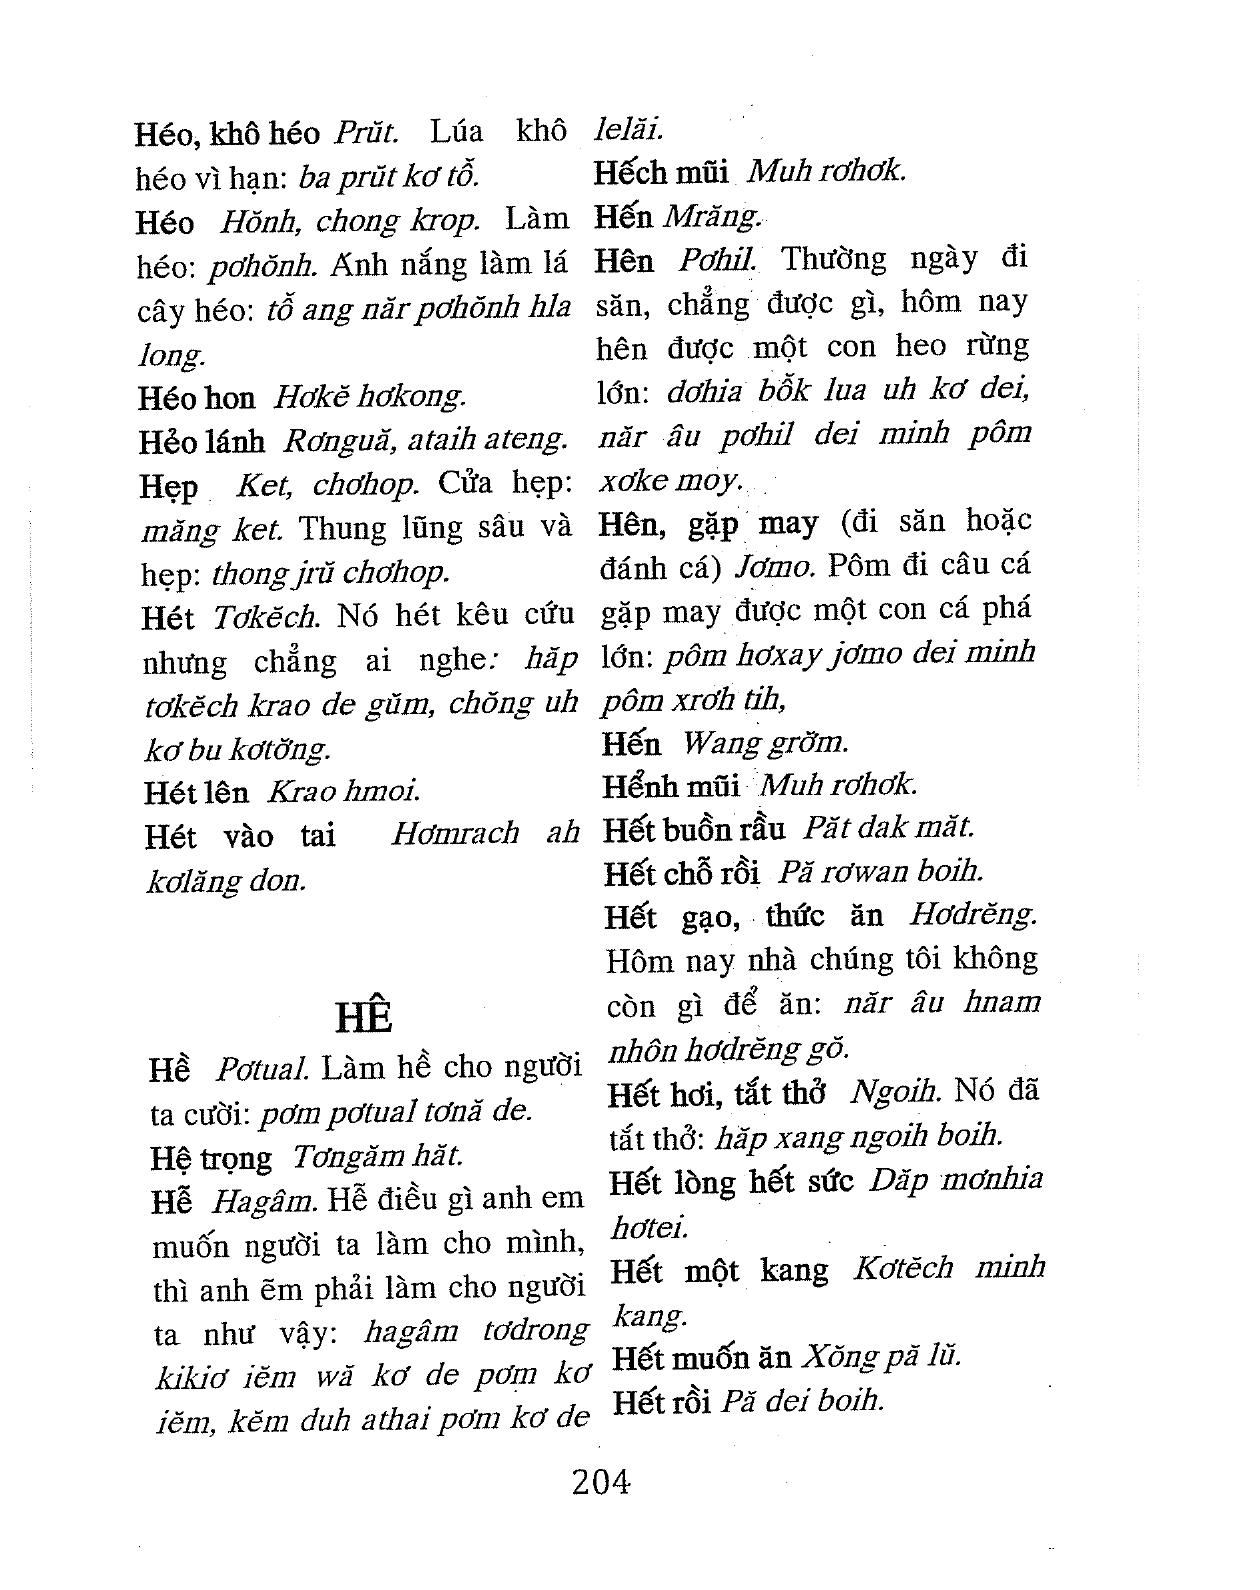 Héo, khô héo Prŭt. Lúa khô
héo vì hạn: ba prŭt kơ tỗ.
Héo Hŏnh, chong krop. Làm
héo: pơhŏnh. Ánh nắng làm lá
cây héo: tỗ ang năr pơhŏnh hla
long.
Héo hon Hơkĕ hơkong.
Hẻo lánh Rơnguă, ataih ateng.
Hẹp Ket, chơhop. Cửa hẹp:
măng ket. Thung lũng sâu và
hẹp: thong jrŭ chơhop.
Hét Tơkĕch. Nó hét kêu cứu
nhưng chẳng ai nghe: hăp
tơkĕch krao de gŭm, chŏng uh
kơ bu kơtơ̆ng.
Hét lên Krao hmoi.
Hét vào tai Hơmrach ah
kơlăng don.
HÊ
Hề Pơtual. Làm hề cho người
ta cười: pơm pơtual tơnă de.
Hệ trọng Tơngăm hăt.
Hễ Hagâm. Hễ điều gì anh em
muốn người ta làm cho mình,
thì anh ẽm phải làm cho người
ta như vậy: hagâm tơdrong
kikiơ iĕm wă kơ de pơm kơ
iĕm, kĕm duh athai pơm kơ de
lelăi.
Hếch mũi Muh rơhơk.
Hến Mrăng.
Hên Pơhil. Thường ngày đi
săn, chẳng được gì, hôm nay
hên được một con heo rừng
lớn: dơhia bỗk lua uh kơ dei,
năr âu pơhil dei minh pôm
xơke moy.
Hên, gặp may (đi săn hoặc
đánh cá) Jơmo. Pôm đi câu cá
gặp may được một con cá phá
lớn: pôm hơxay jơmo dei minh
pôm xrơh tih,
Hến Wang grơ̆m.
Hểnh mũi Muh rơhơk.
Hết buồn rầu Păt dak măt.
Hết chỗ rồi Pă rơwan boih.
Hết gạo, thức ăn Hơdrĕng.
Hôm nay nhà chúng tôi không
còn gì để ăn: năr âu hnam
nhôn hơdrĕng gŏ.
Hết hơi, tắt thở Ngoih. Nó đã
tắt thở: hăp xang ngoih boih.
Hết lòng hết sức Dăp mơnhia
hơtei.
Hết một kang Kơtĕch minh
kang.
Hết muốn ăn Xŏng pă lŭ.
Hết rồi Pă dei boih.
204